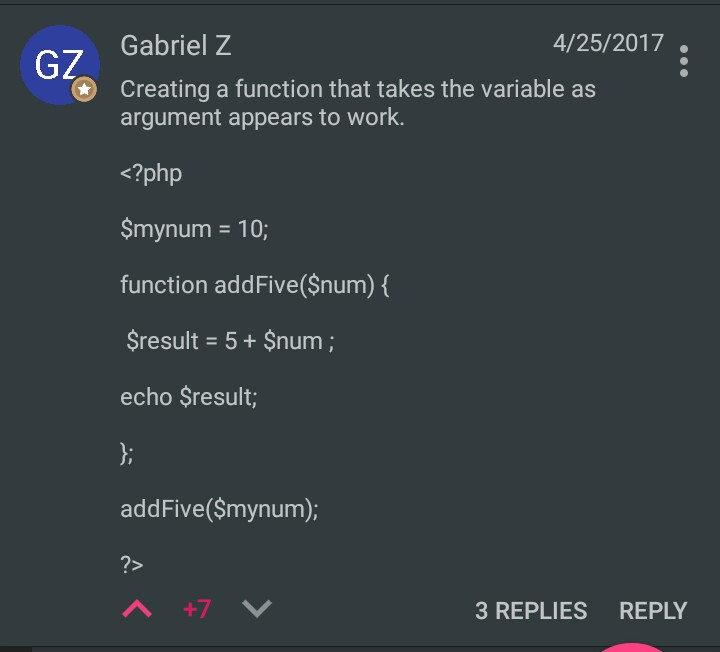 GZ
Gabriel Z
4/25/2017
Creating a function that takes the variable as
argument appears to work.
<?php
$mynum = 10;
function addFive($num) {
$result = 5 + $num ;
echo $result;
};
addFive($mynum);
?>
+7
3 REPLIES
REPLY